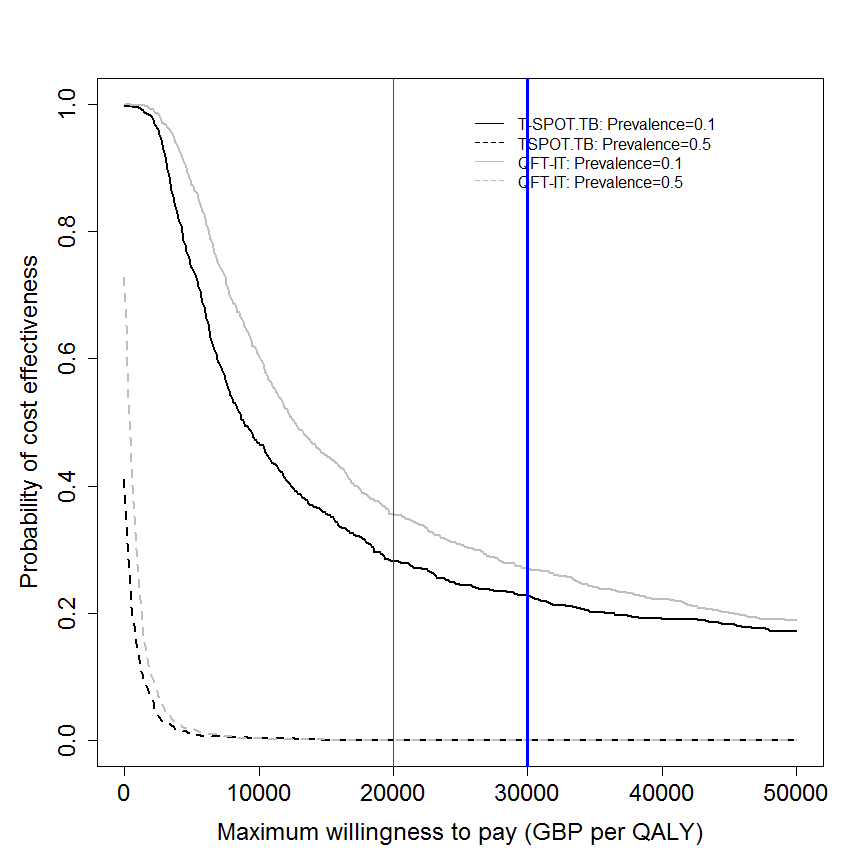 T-SPOT.TB: Prevalence=0.1
TSPOT.TB: Prevalence=0.5
QFT-IT: Prevalence=0.1
QFT-IT: Prevalence=0.5
Probability of cost effectiveness
1.0
0.8
0.6
0.4
0.2
0.0
0 10000 20000 30000 40000 50000
Maximum willingness to pay (GBP per QALY)